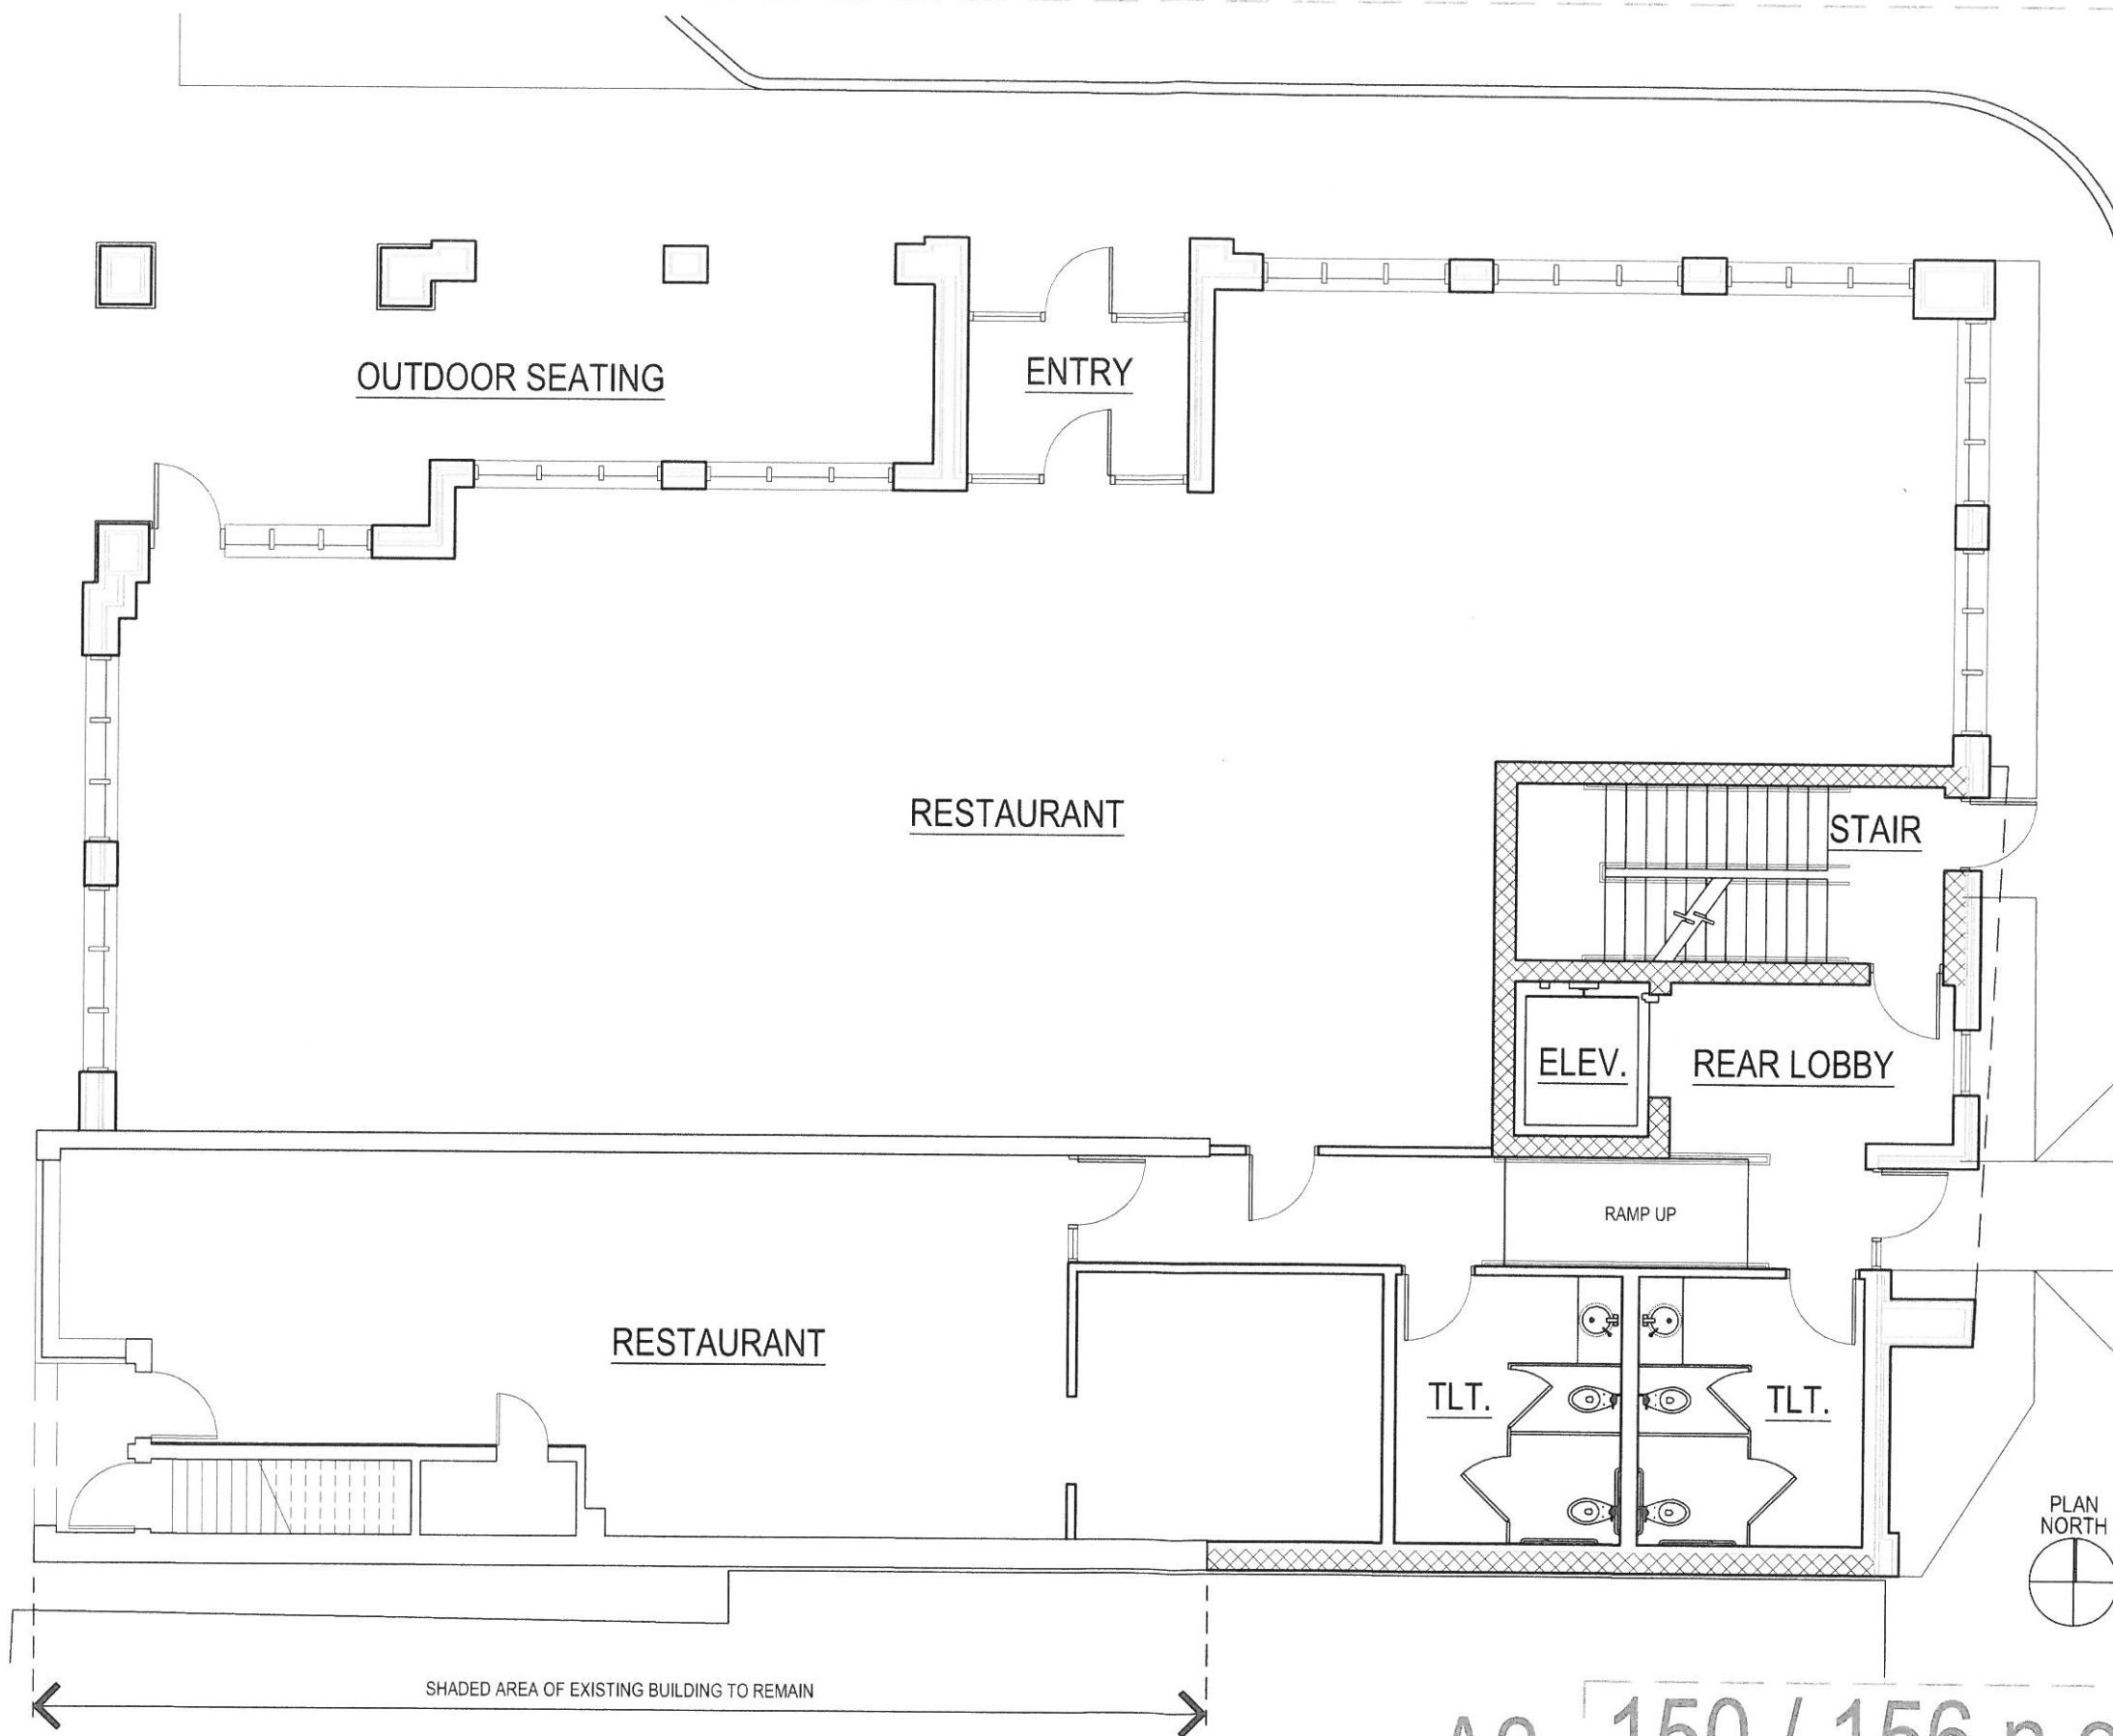 OUTDOOR SEATING
ENTRY
RESTAURANT
STAIR
ELEV.
REAR LOBBY
RAMP UP
RESTAURANT
TLT.
TLT.
PLAN
NORTH
SHADED AREA OF EXISTING BUILDING TO REMAIN
150 / 156